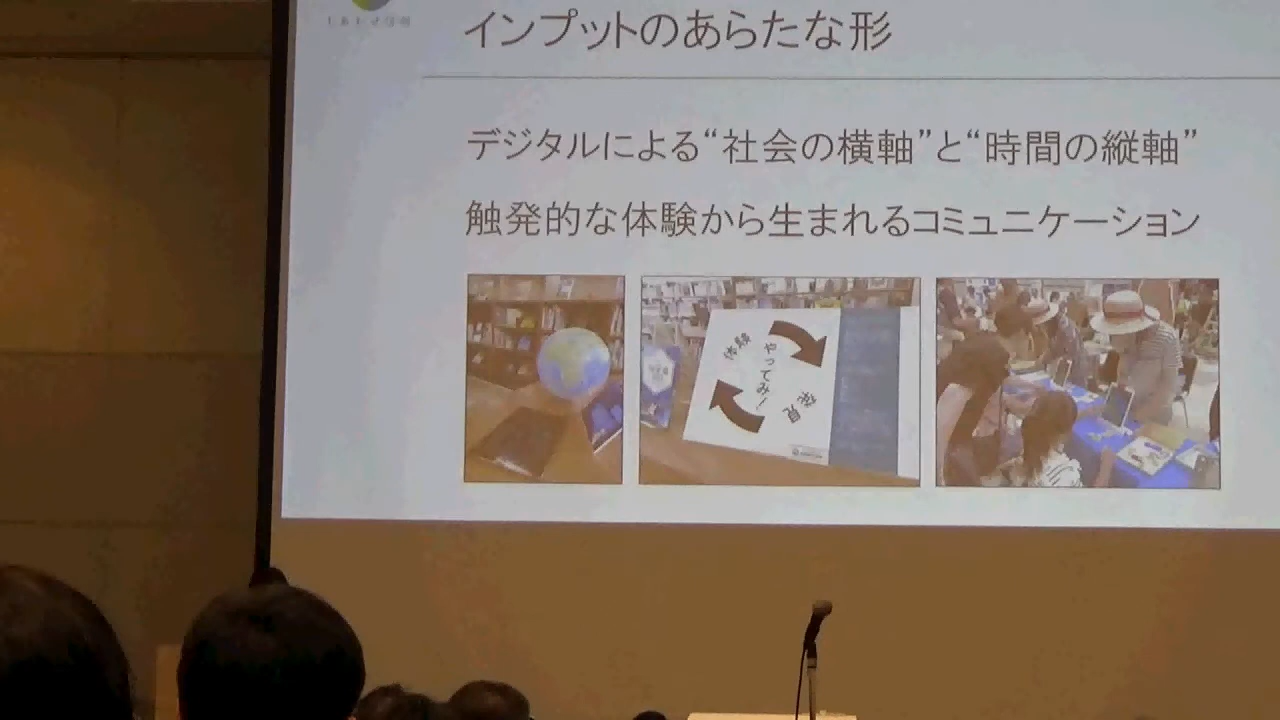 インプットのあらたな形
デジタルによる“社会の横軸”と“時間の縦軸”
触発的な体験から生まれるコミュニケーション
体験
やってみ!
発見